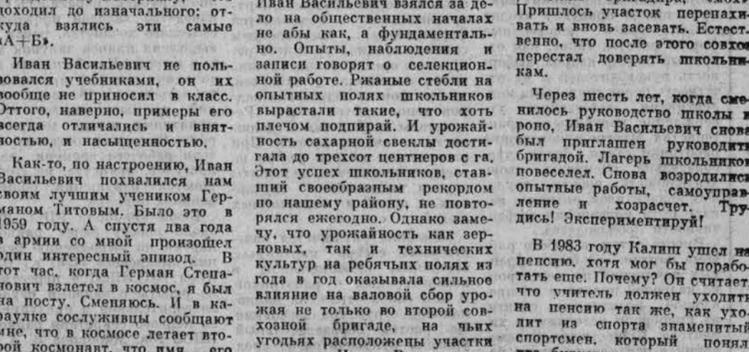 доходил до изначального: от-
куда взялись эти самые
«А+Б».
Иван Васильевич не поль-
зовался учебниками, он их
вообще не приносил в класс.
Оттого, наверно, примеры его
всегда отличались и внят-
ностью, и насыщенностью.
Как-то, по настроению, Иван
Васильевич похвалился нам
своим лучшим учеником Гер-
маном Титовым. Было это в
1959 году. А спустя два года
в армии со мной произошел
один интересный эпизод. В
тот час, когда Герман Степа-
нович взлетел в космос, я был
на посту. Сменяюсь. И в ка-
раулке сослуживцы сообщают
мне, что в космосе летает вто-
рой космонавт, что имя его
Иван Васильевич взялся за де-
ло на общественных началах
не абы как, а фундаменталь-
но. Опыты, наблюдения и
записи говорят о селекцион-
ной работе. Ржаные стебли на
опытных полях школьников
вырастали такие, что хоть
плечом подпирай. И урожай-
ность сахарной свеклы дости-
гала до трехсот центнеров с га.
Этот успех школьников, став-
ший своеобразным рекордом
по нашему району, не повто-
рялся ежегодно. Однако заме-
чу, что урожайность как зер-
новых, так и технических
культур на ребячьих полях из
года в год оказывала сильное
влияние на валовой сбор уро-
жая не только во второй сов-
хозной бригаде, на чьих
угодьях расположены участки
Пришлось участок перепахи-
вать и вновь засевать. Естест-
венно, что после этого совхоз
перестал доверять школьни-
кам.
Через шесть лет, когда сме-
нилось руководство школы и
роно, Иван Васильевич снова
был приглашен руководить
бригадой. Лагерь школьников
повеселел. Снова возродились
опытные работы, самоуправ-
ление и хозрасчет. Тру-
дись! Экспериментируй!
В 1983 году Калиш ушел на
пенсию, хотя мог бы порабо-
тать еще. Почему? Он считает,
что учитель должен уходить
на пенсию так же, как ухо-
дит из спорта знаменитый
спортсмен, который понял,